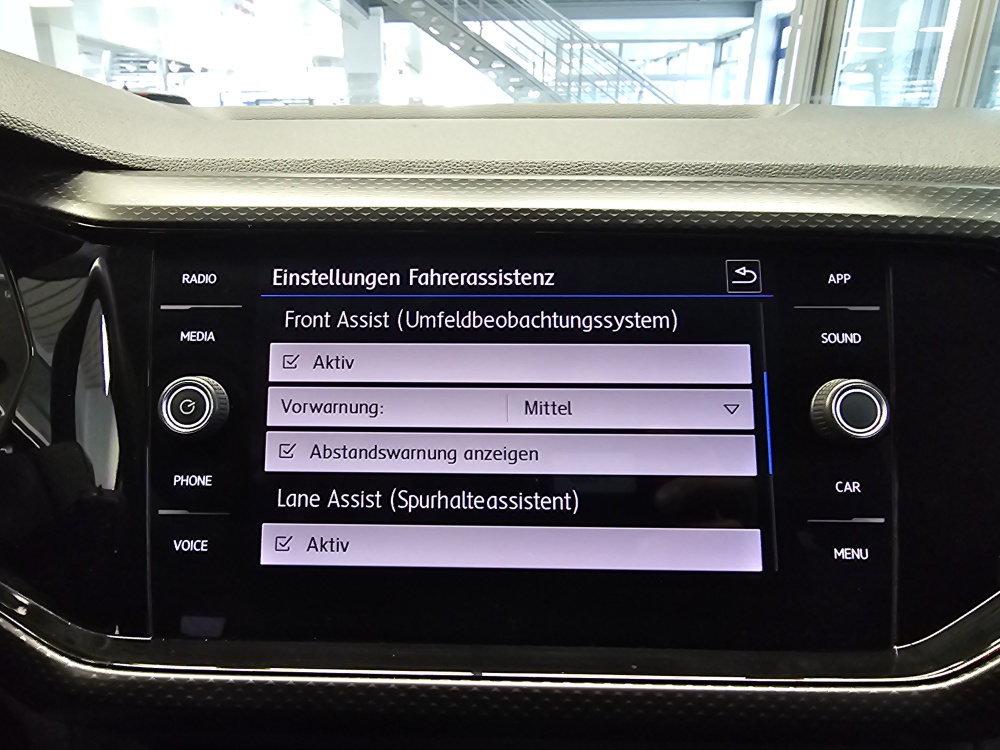 RADIO
MEDIA
PHONE
VOICE
Einstellungen Fahrerassistenz
Front Assist (Umfeldbeobachtungssystem)
Aktiv
Vorwarnung: Mittel
Abstandswarnung anzeigen
Lane Assist (Spurhalteassistent)
Aktiv
APP
SOUND
CAR
MENU